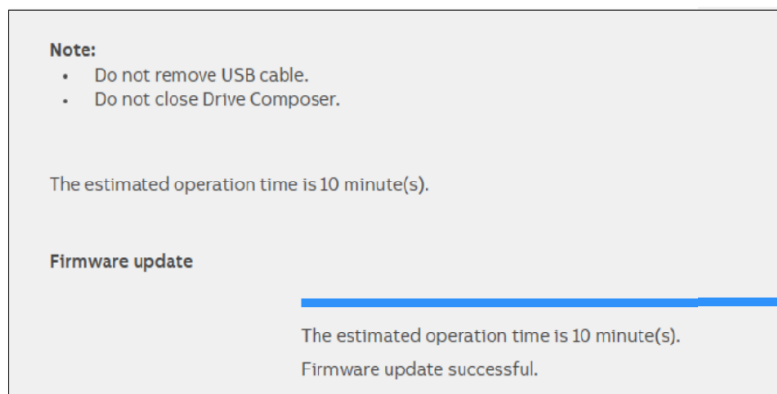 Note:
• Do not remove USB cable.
• Do not close Drive Composer.
The estimated operation time is 10 minute(s).
Firmware update
The estimated operation time is 10 minute(s).
Firmware update successful.